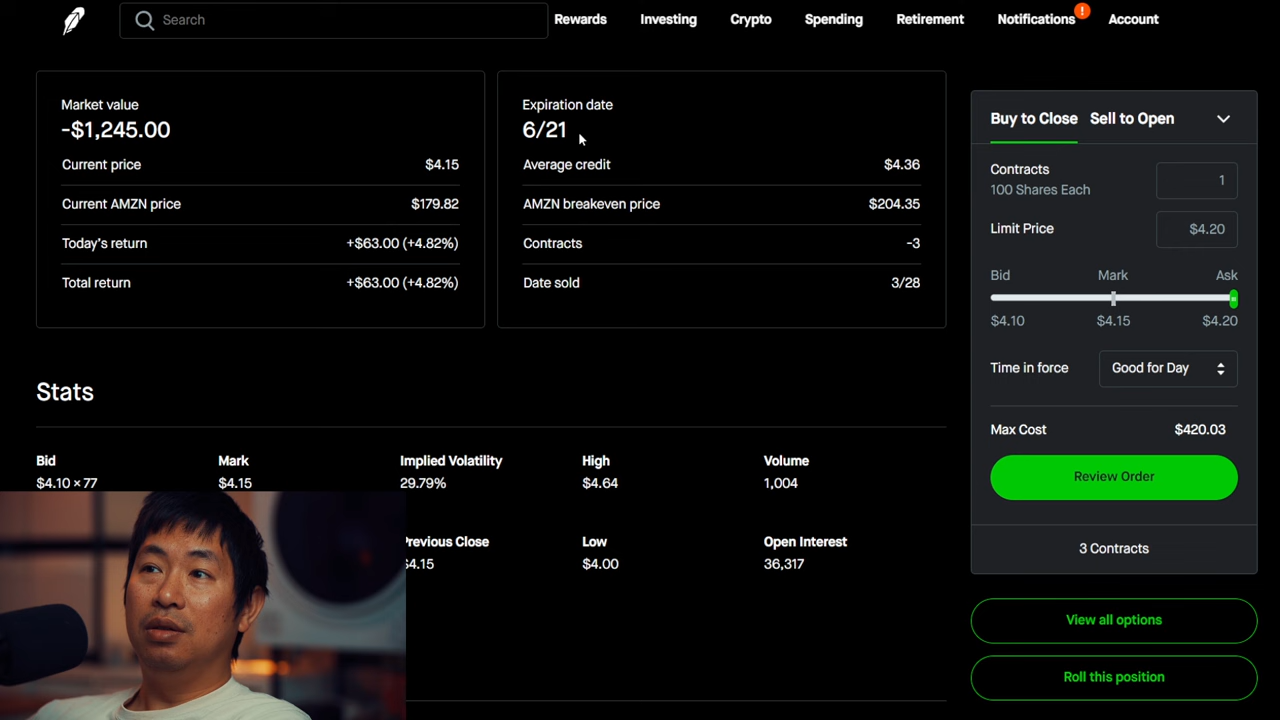 Search
Rewards
Investing
Crypto
Spending
Retirement
Notifications
!
Account
Market value
-$1,245.00
Current price $4.15
Current AMZN price $179.82
Today's return +$63.00 (+4.82%)
Total return +$63.00 (+4.82%)
Expiration date
6/21
Average credit $4.36
AMZN breakeven price $204.35
Contracts -3
Date sold 3/28
Buy to Close Sell to Open
Contracts 1
100 Shares Each
Limit Price $4.20
Bid Mark Ask
$4.10 $4.15 $4.20
Time in force Good for Day
Max Cost $420.03
Review Order
3 Contracts
View all options
Roll this position
Stats
Bid Mark Implied Volatility High Volume
$4.10 × 77 $4.15 29.79% $4.64 1,004
Previous Close Low Open Interest
$4.15 $4.00 36,317